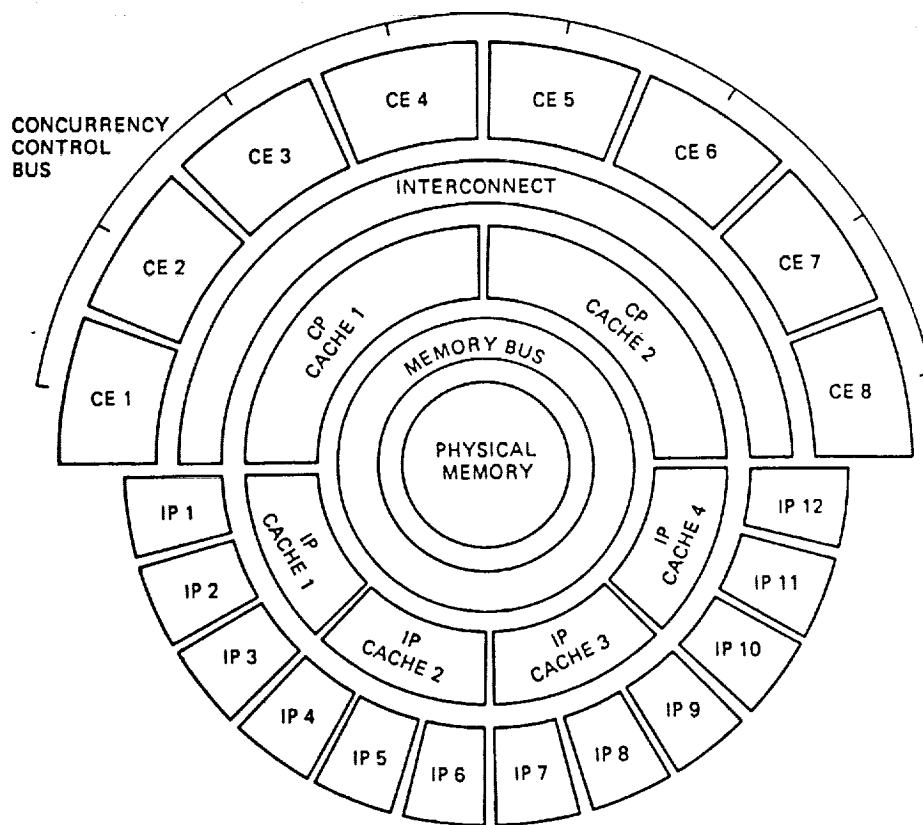 CONCURRENCY
CONTROL
BUS
CE 1
CE 2
CE 3
CE 4
CE 5
CE 6
CE 7
CE 8
INTERCONNECT
CP
CACHE 1
CP
CACHE 2
MEMORY BUS
PHYSICAL
MEMORY
IP
CACHE 1
IP
CACHE 2
IP
CACHE 3
IP
CACHE 4
IP 1
IP 2
IP 3
IP 4
IP 5
IP 6
IP 7
IP 8
IP 9
IP 10
IP 11
IP 12